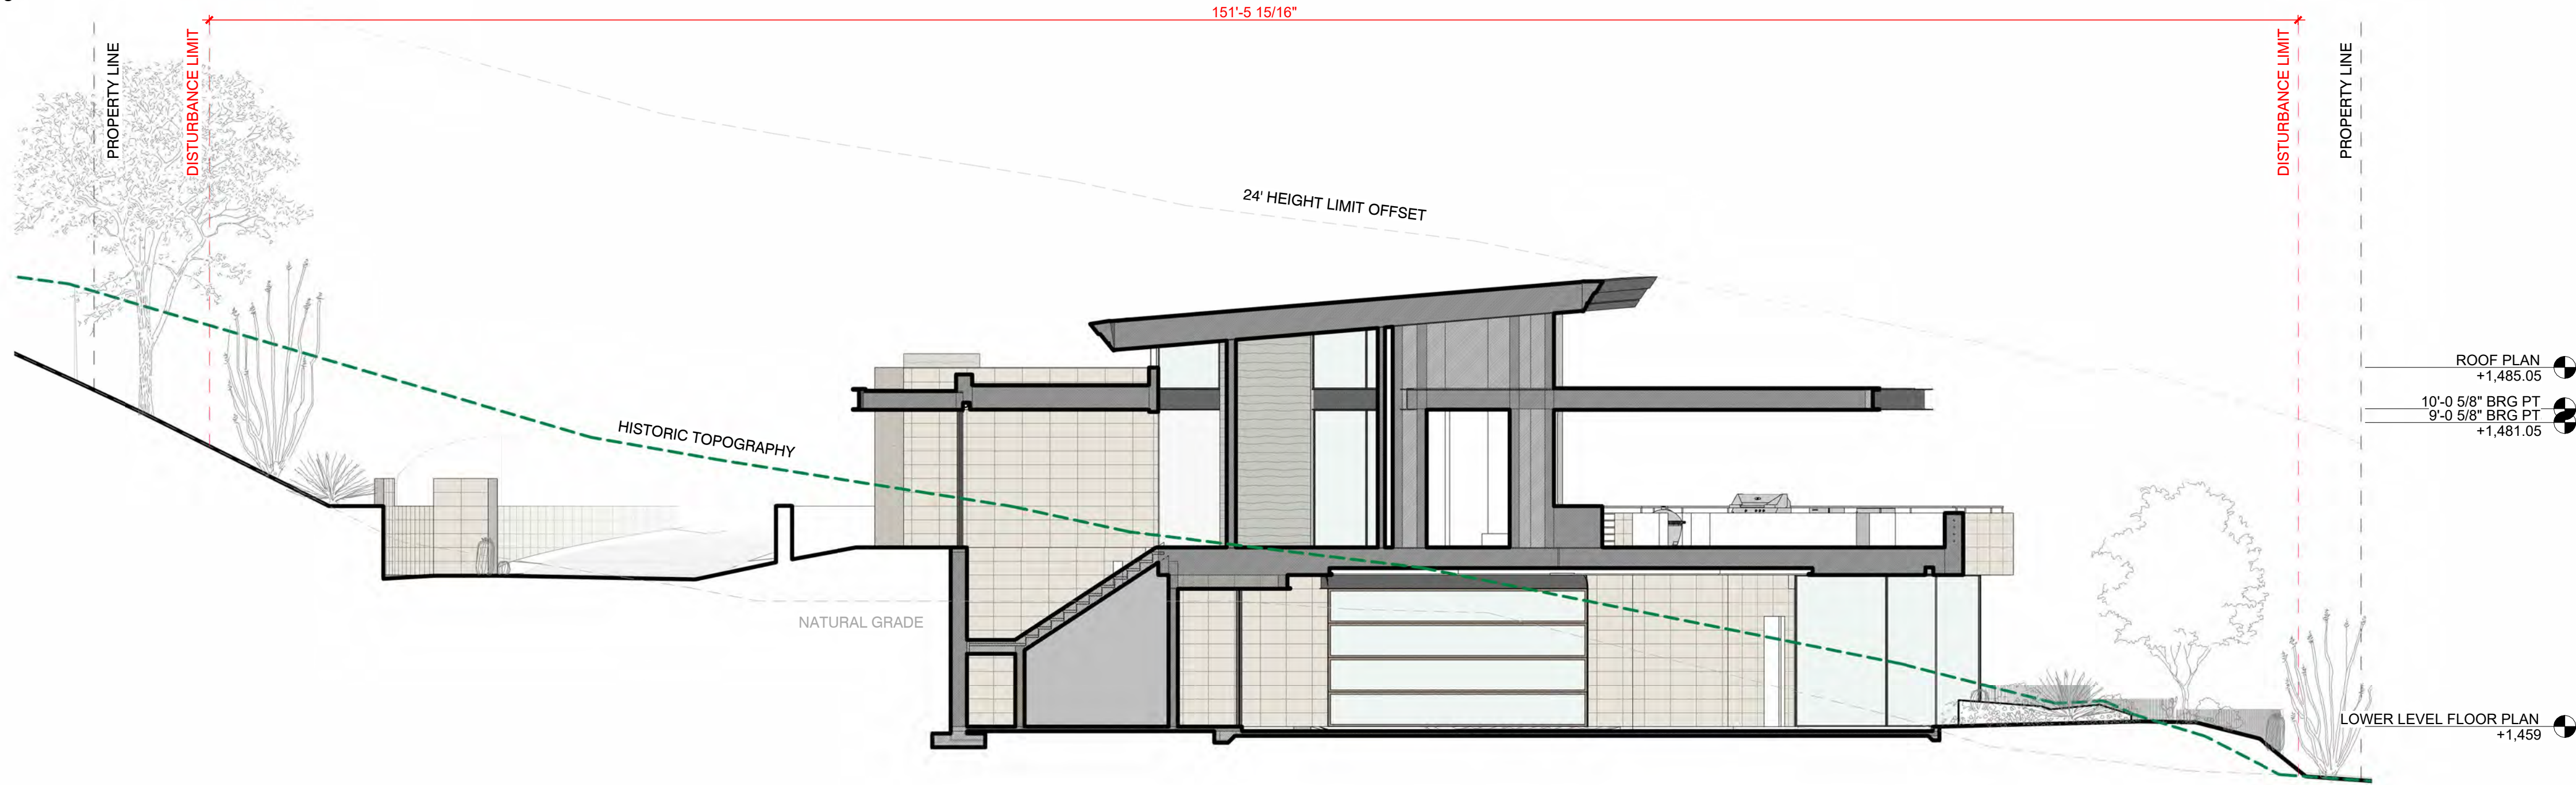 151'-5 15/16"
PROPERTY LINE
DISTURBANCE LIMIT
DISTURBANCE LIMIT
PROPERTY LINE
24' HEIGHT LIMIT OFFSET
HISTORIC TOPOGRAPHY
NATURAL GRADE
ROOF PLAN
+1,485.05
10'-0 5/8" BRG PT
9'-0 5/8" BRG PT
+1,481.05
LOWER LEVEL FLOOR PLAN
+1,459